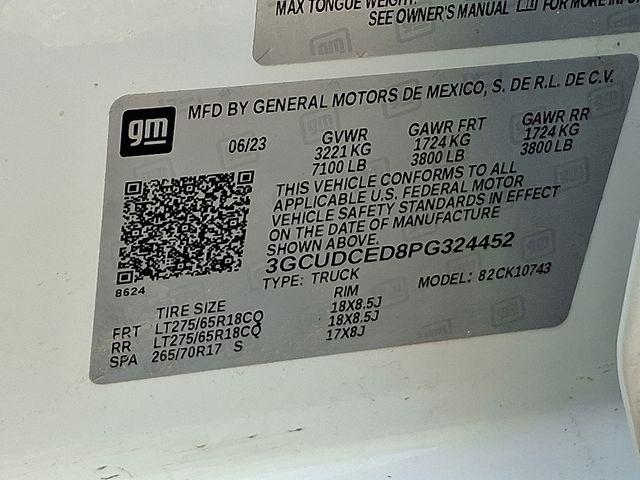 MAX TONGUE WEIGHT:
SEE OWNER'S MANUAL FOR MORE INFO
gm
MFD BY GENERAL MOTORS DE MEXICO, S. DE R.L. DE C.V.
06/23 GVWR GAWR FRT GAWR RR
3221 KG 1724 KG 1724 KG
7100 LB 3800 LB 3800 LB
THIS VEHICLE CONFORMS TO ALL
APPLICABLE U.S. FEDERAL MOTOR
VEHICLE SAFETY STANDARDS IN EFFECT
ON THE DATE OF MANUFACTURE
SHOWN ABOVE.
3GCUDCED8PG324452
8624
TYPE: TRUCK MODEL: 82CK10743
TIRE SIZE RIM
FRT LT275/65R18CQ 18X8.5J
RR LT275/65R18CQ 18X8.5J
SPA 265/70R17 S 17X8J